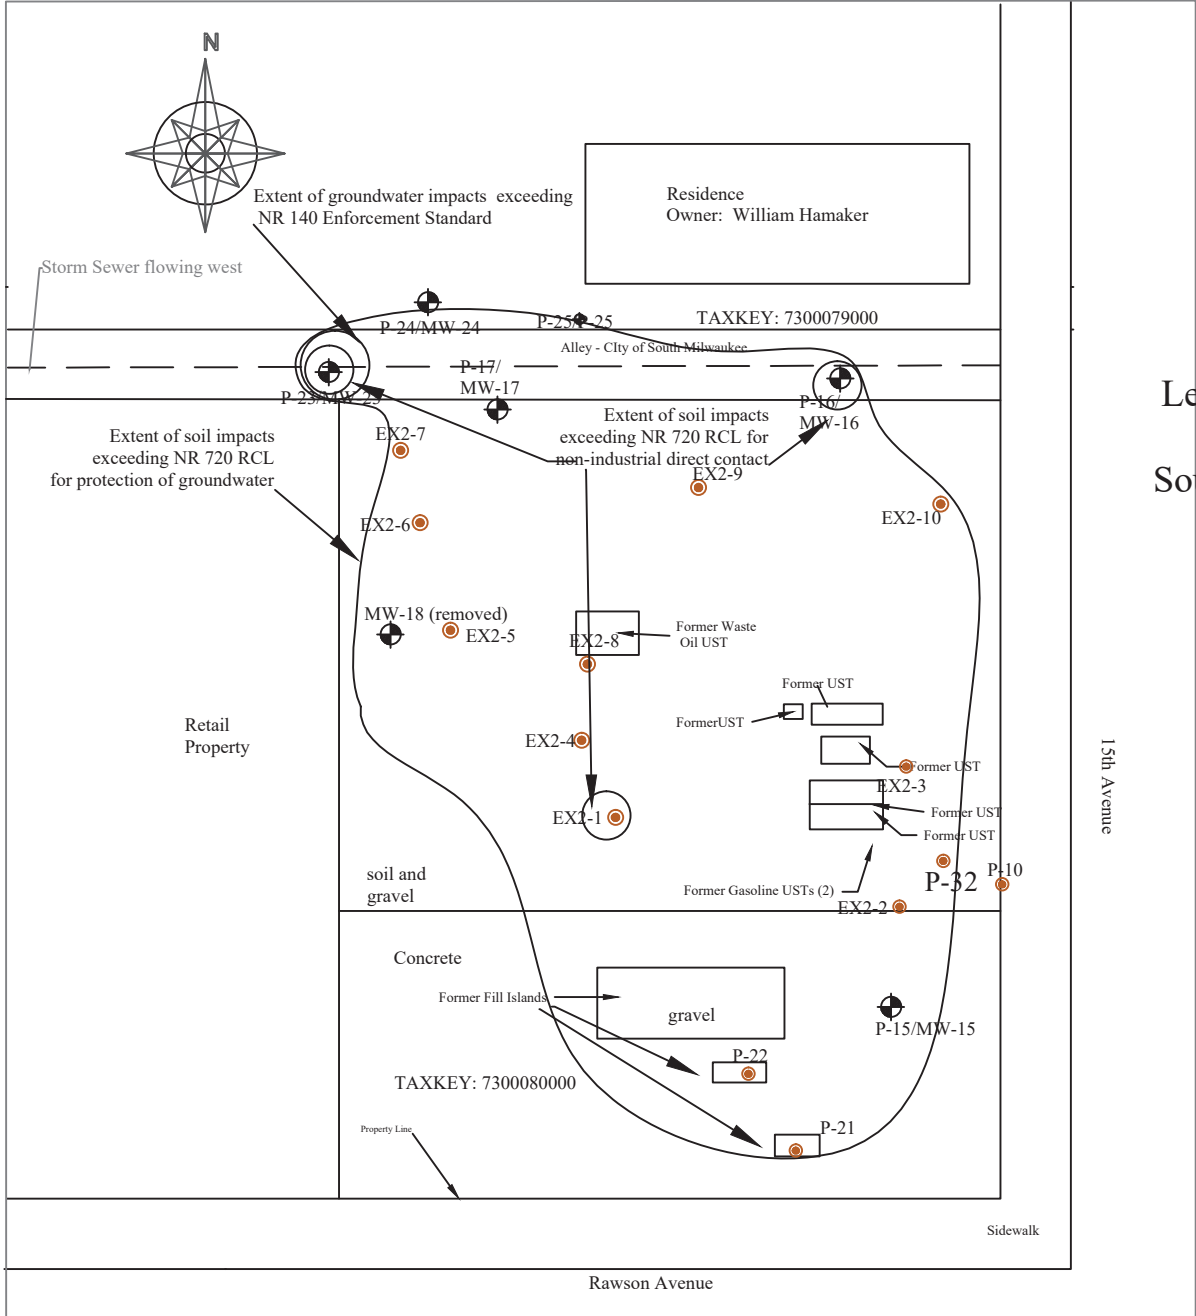 N
Extent of groundwater impacts exceeding
NR 140 Enforcement Standard
Residence
Owner: William Hamaker
Storm Sewer flowing west
P-24/MW-24
P-25/P-25
TAXKEY: 7300079000
Alley - CIty of South Milwaukee
P-23/MW-23
P-17/
MW-17
P-16/
MW-16
Le
Sou
Extent of soil impacts
exceeding NR 720 RCL for
non-industrial direct contact
Extent of soil impacts
exceeding NR 720 RCL
for protection of groundwater
EX2-7
EX2-9
EX2-6
EX2-10
MW-18 (removed)
EX2-5
EX2-8
Former Waste
Oil UST
Former UST
FormerUST
Retail
Property
EX2-4
Former UST
EX2-3
15th Avenue
EX2-1
Former UST
Former UST
P-32
P-10
soil and
gravel
Former Gasoline USTs (2)
EX2-2
Concrete
Former Fill Islands
gravel
P-15/MW-15
P-22
TAXKEY: 7300080000
Property Line
P-21
Sidewalk
Rawson Avenue